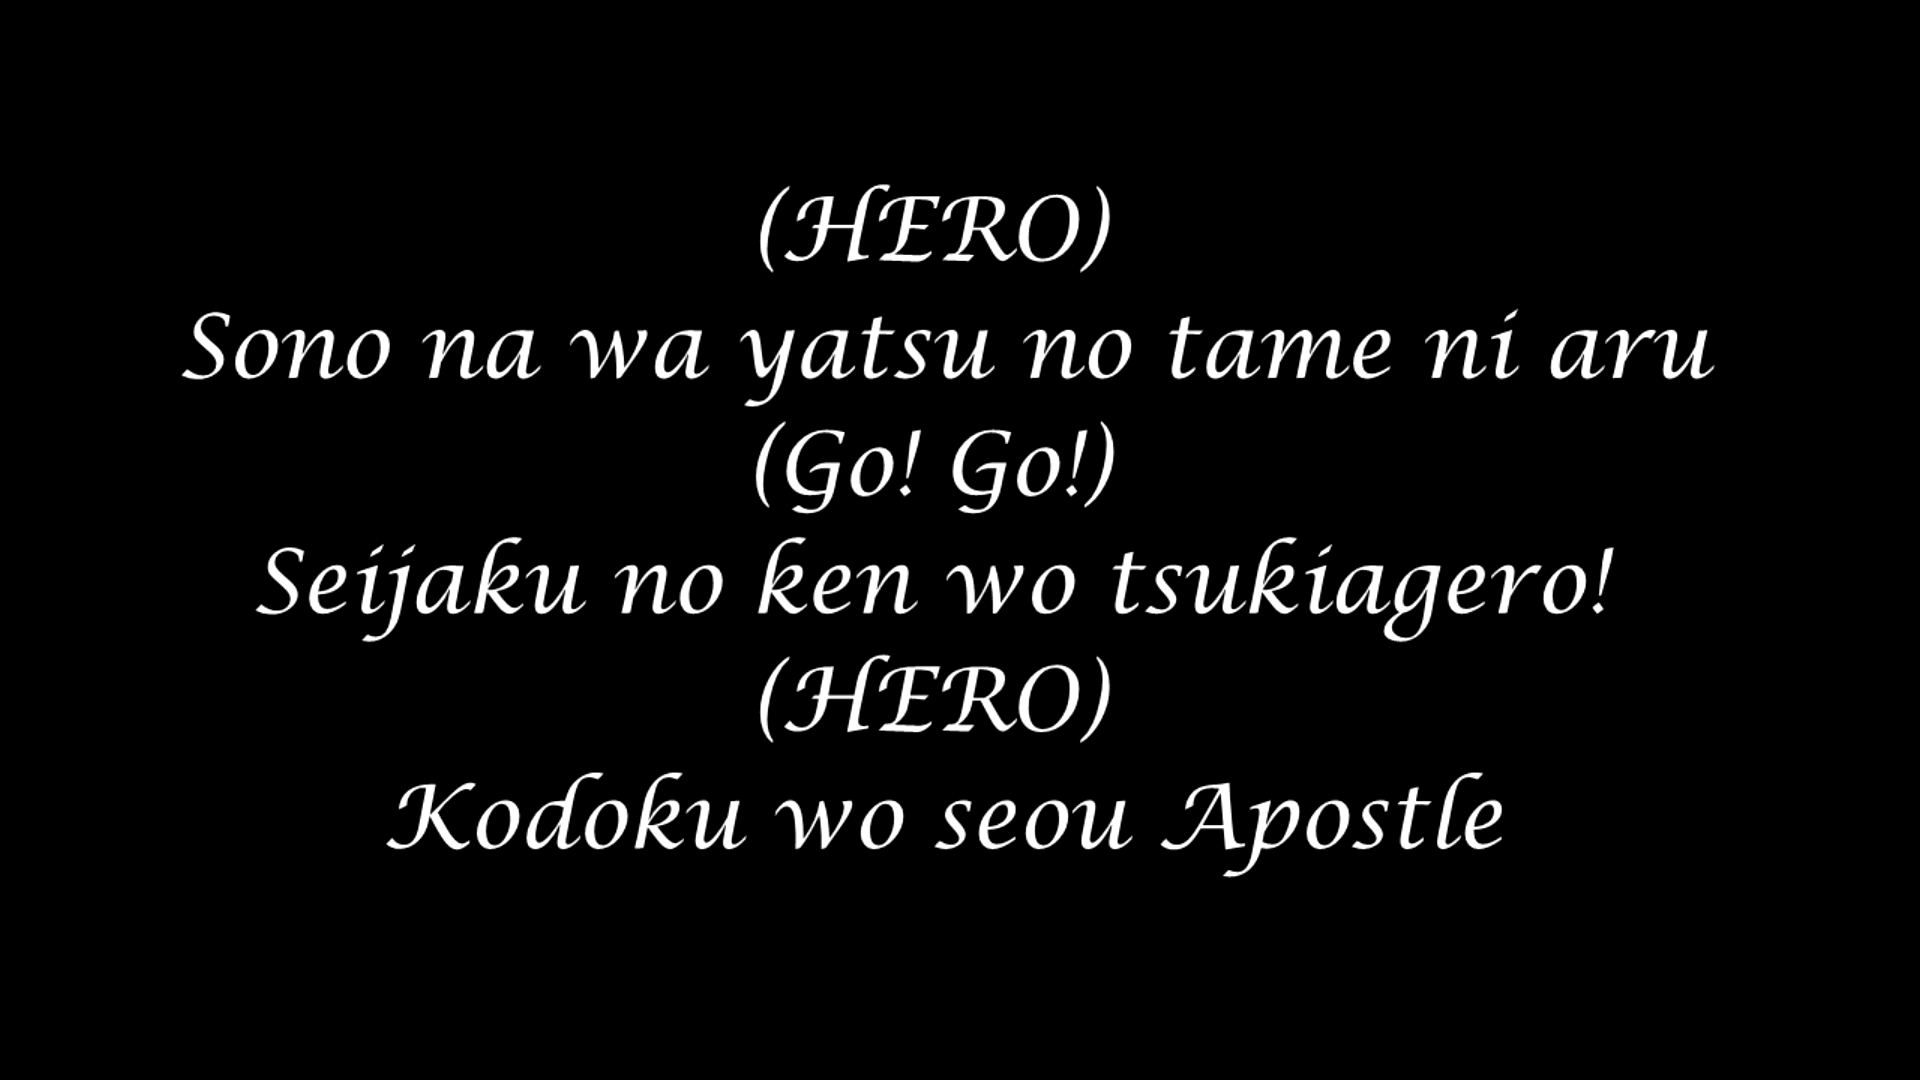 (HERO)
Sono na wa yatsu no tame ni aru
(Go! Go!)
Seijaku no ken wo tsukiagero!
(HERO)
Kodoku wo seou Apostle